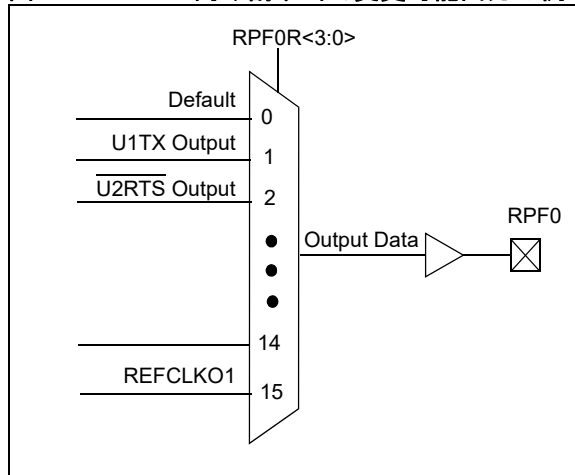 RPF0R<3:0>
Default
0
U1TX Output
1
U2RTS Output
2
RPF0
Output Data
14
REFCLKO1
15